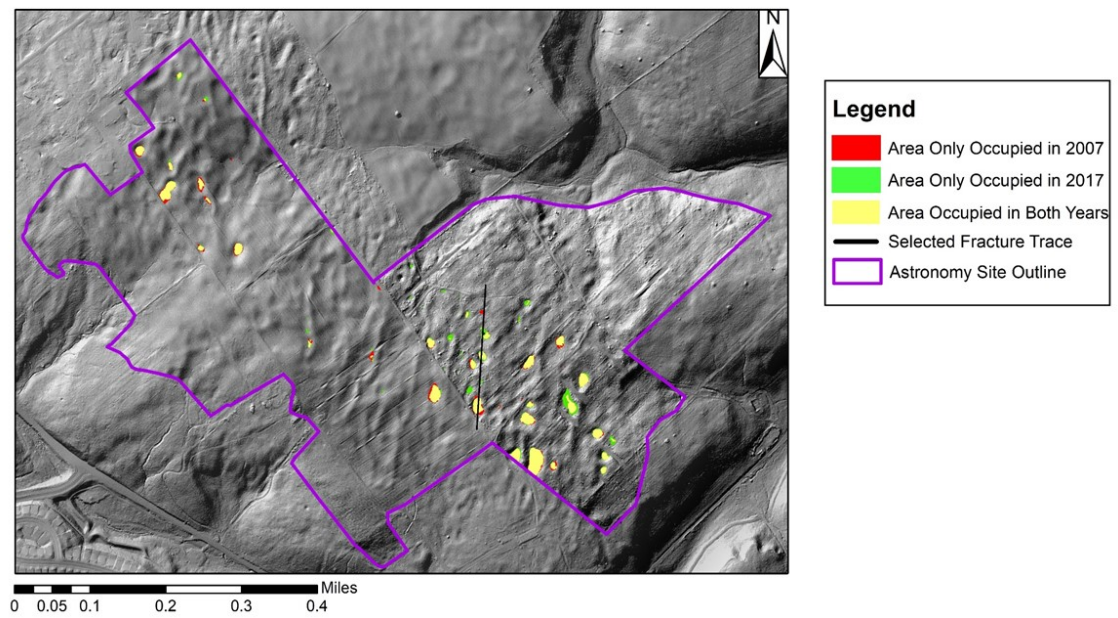 N
Legend
Area Only Occupied in 2007
Area Only Occupied in 2017
Area Occupied in Both Years
Selected Fracture Trace
Astronomy Site Outline
Miles
0 0.05 0.1 0.2 0.3 0.4